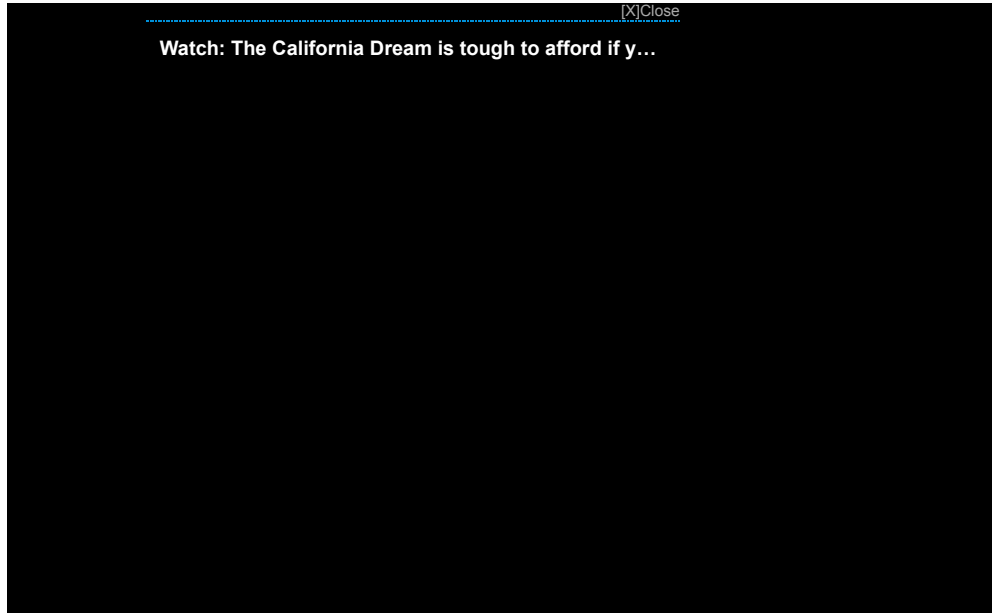 [X]Close
Watch: The California Dream is tough to afford if y…